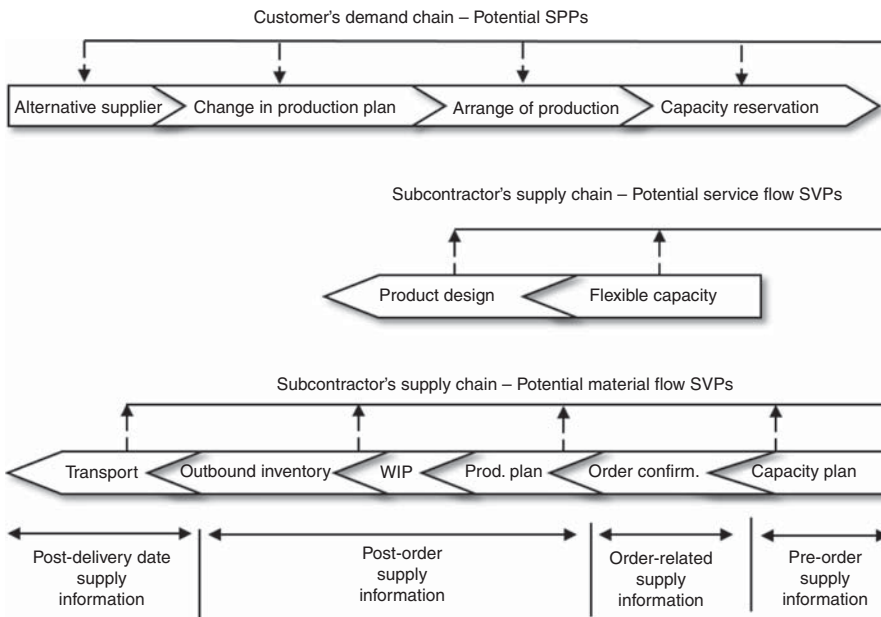 Customer's demand chain – Potential SPPs
Alternative supplier
Change in production plan
Arrange of production
Capacity reservation
Subcontractor's supply chain – Potential service flow SVPs
Product design
Flexible capacity
Subcontractor's supply chain – Potential material flow SVPs
Transport
Outbound inventory
WIP
Prod. plan
Order confirm.
Capacity plan
Post-delivery date
supply
information
Post-order
supply
information
Order-related
supply
information
Pre-order
supply
information